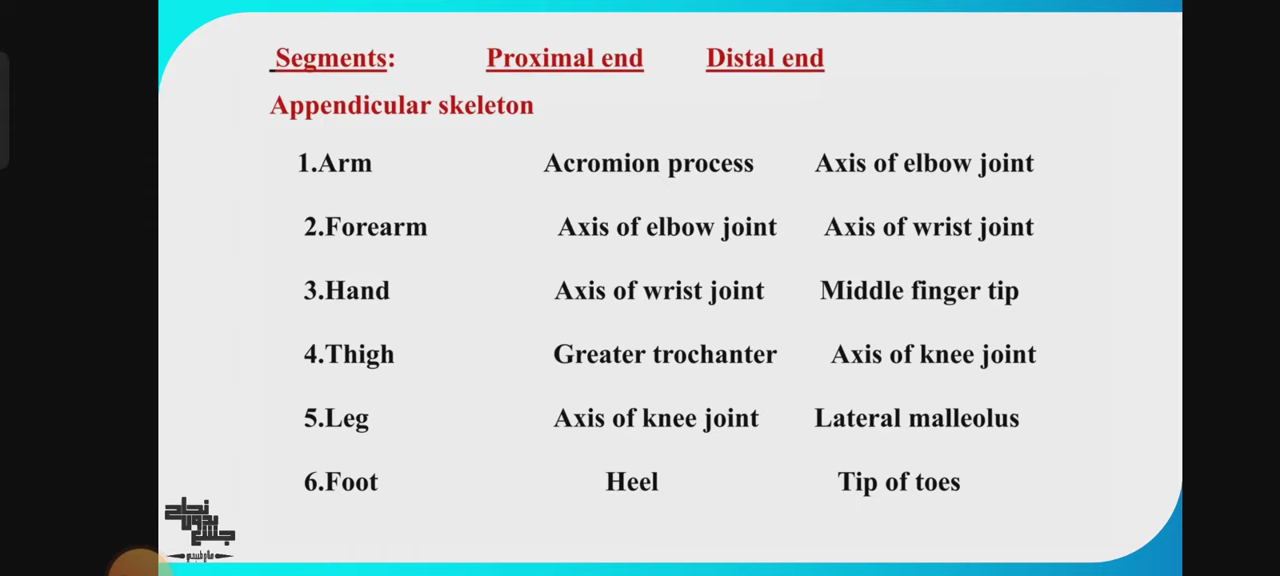 Segments: Proximal end Distal end
Appendicular skeleton
1.Arm Acromion process Axis of elbow joint
2.Forearm Axis of elbow joint Axis of wrist joint
3.Hand Axis of wrist joint Middle finger tip
4.Thigh Greater trochanter Axis of knee joint
5.Leg Axis of knee joint Lateral malleolus
6.Foot Heel Tip of toes